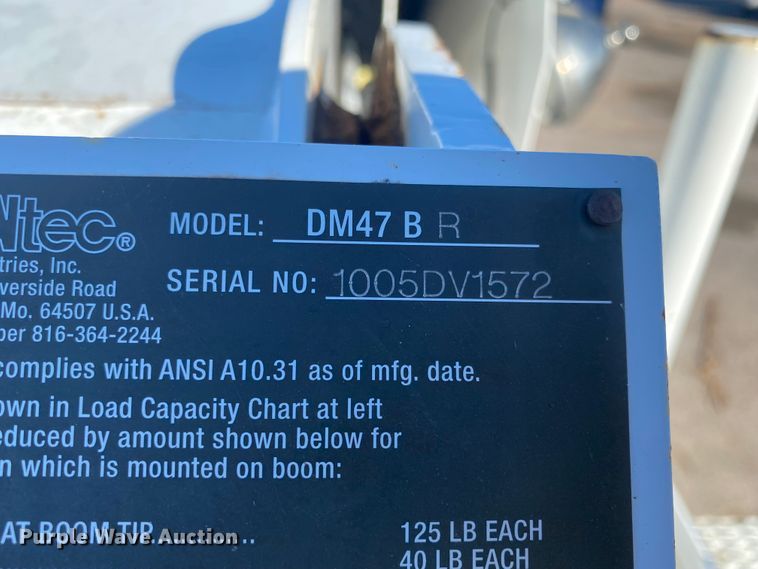 ltec®
MODEL: DM47 B R
tries, Inc.
verside Road
Mo. 64507 U.S.A.
ber 816-364-2244
SERIAL NO: 1005DV1572
complies with ANSI A10.31 as of mfg. date.
own in Load Capacity Chart at left
educed by amount shown below for
n which is mounted on boom:
AT BOOM TIP............ 125 LB EACH
40 LB EACH
Purple Wave Auction